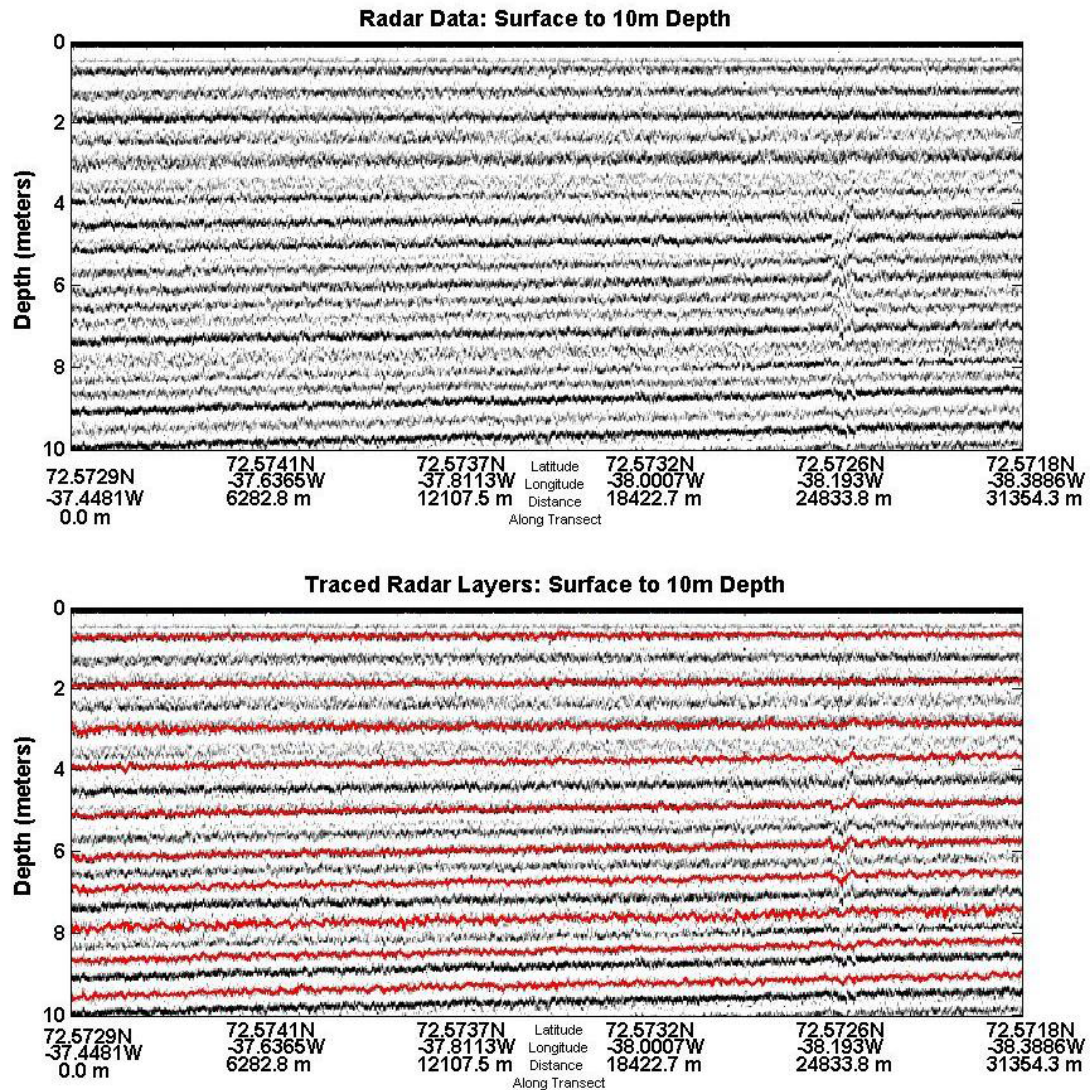 Radar Data: Surface to 10m Depth
0
2
4
6
8
10
Depth (meters)
72.5729N 72.5741N 72.5737N Latitude 72.5732N 72.5726N 72.5718N
-37.4481W -37.6365W -37.8113W Longitude -38.0007W -38.193W -38.3886W
0.0 m 6282.8 m 12107.5 m Distance 18422.7 m 24833.8 m 31354.3 m
Along Transect
Traced Radar Layers: Surface to 10m Depth
0
2
4
6
8
10
Depth (meters)
72.5729N 72.5741N 72.5737N Latitude 72.5732N 72.5726N 72.5718N
-37.4481W -37.6365W -37.8113W Longitude -38.0007W -38.193W -38.3886W
0.0 m 6282.8 m 12107.5 m Distance 18422.7 m 24833.8 m 31354.3 m
Along Transect